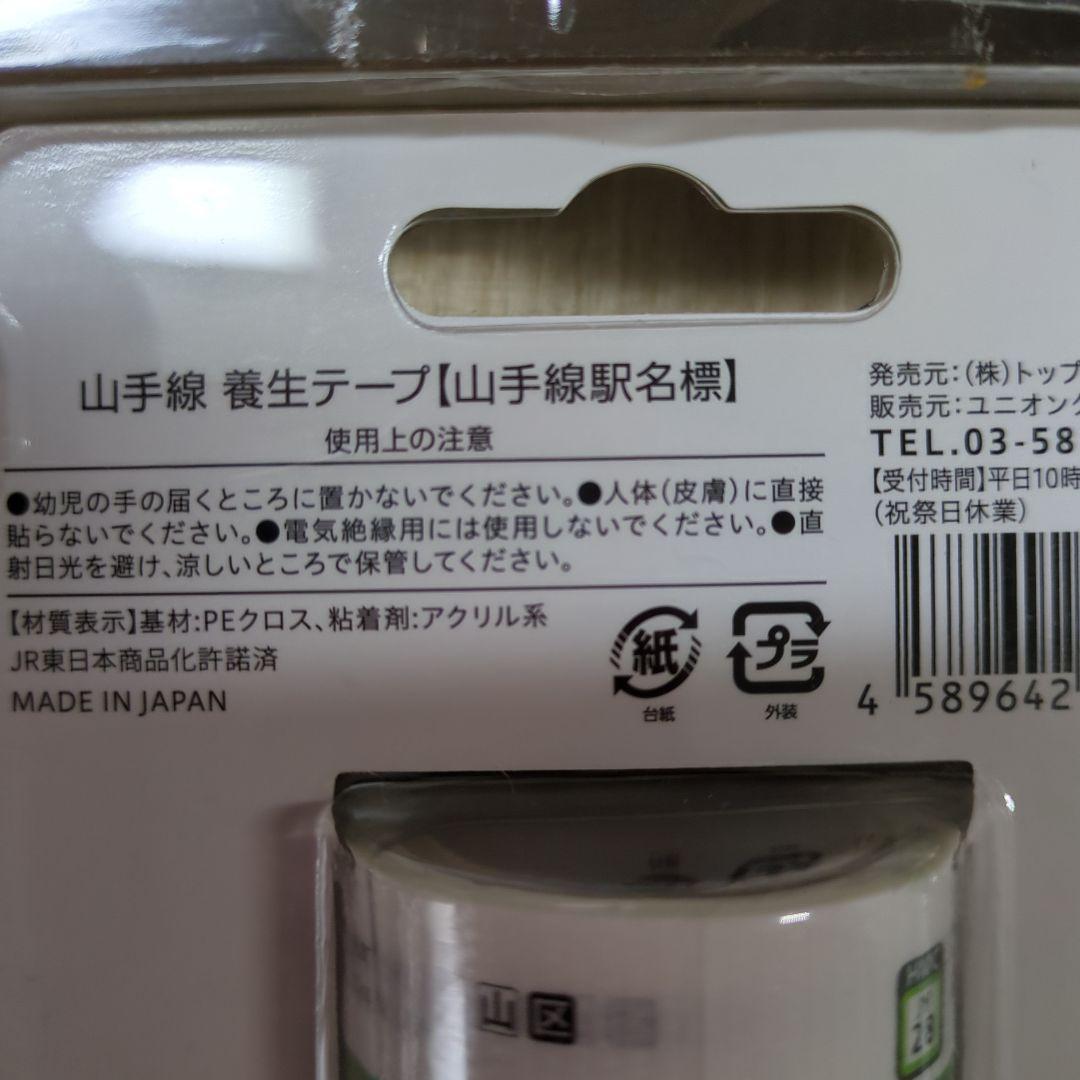 山手線 養生テープ【山手線駅名標】
使用上の注意
●幼児の手の届くところに置かないでください。●人体(皮膚)に直接
貼らないでください。●電気絶縁用には使用しないでください。●直
射日光を避け、涼しいところで保管してください。
【材質表示】基材:PEクロス、粘着剤:アクリル系
JR東日本商品化許諾済
MADE IN JAPAN
紙
台紙
プラ
外装
発売元:(株)トップ
販売元:ユニオン
TEL.03-58
【受付時間】平日10時
(祝祭日休業)
4 589642
山 区
28